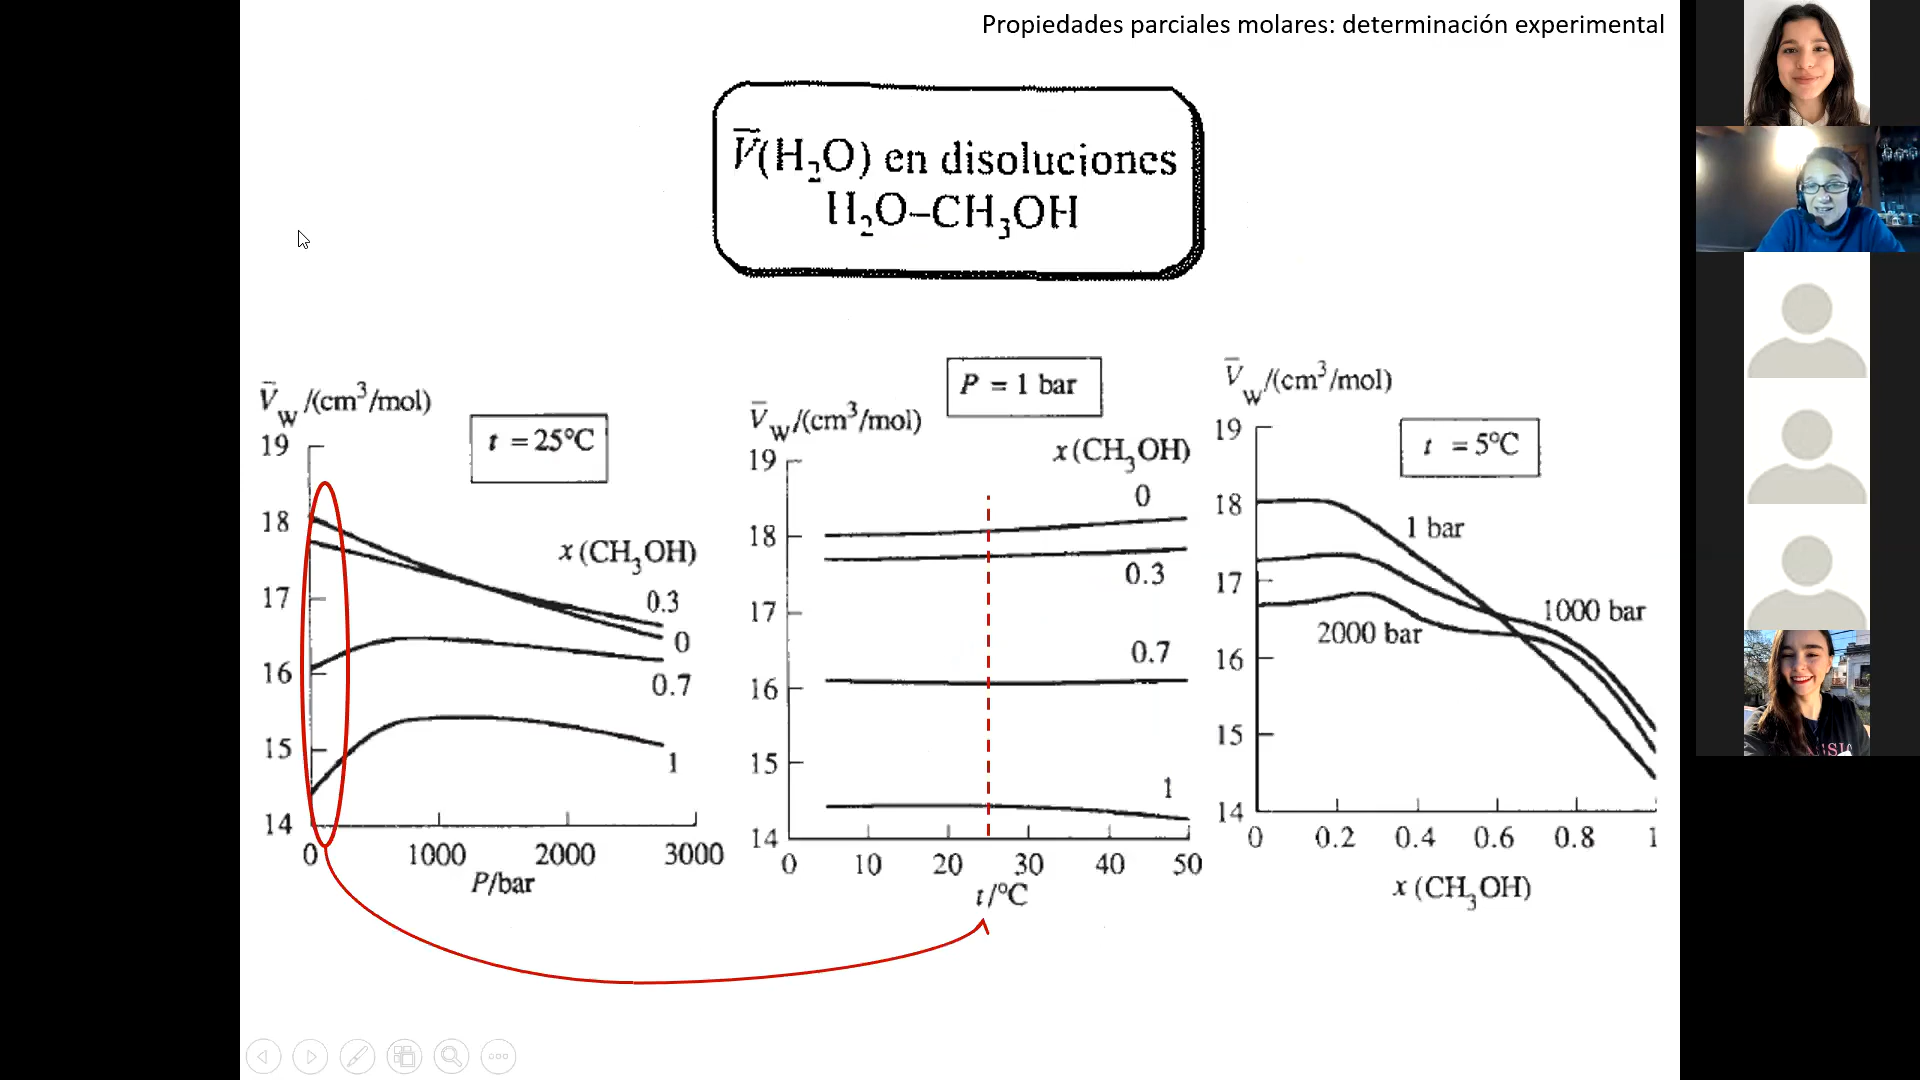 Propiedades parciales molares: determinación experimental
V̅(H₂O) en disoluciones
H₂O–CH₃OH
V̅w/(cm³/mol)
t = 25°C
19
18
17
16
15
14
x (CH₃OH)
0.3
0
0.7
1
0
1000
2000
3000
P/bar
P = 1 bar
V̅w/(cm³/mol)
x (CH₃OH)
19
18
17
16
15
14
0
0.3
0.7
1
0
10
20
30
40
50
t/°C
V̅w/(cm³/mol)
t = 5°C
19
18
17
16
15
14
1 bar
1000 bar
2000 bar
0
0.2
0.4
0.6
0.8
1
x (CH₃OH)